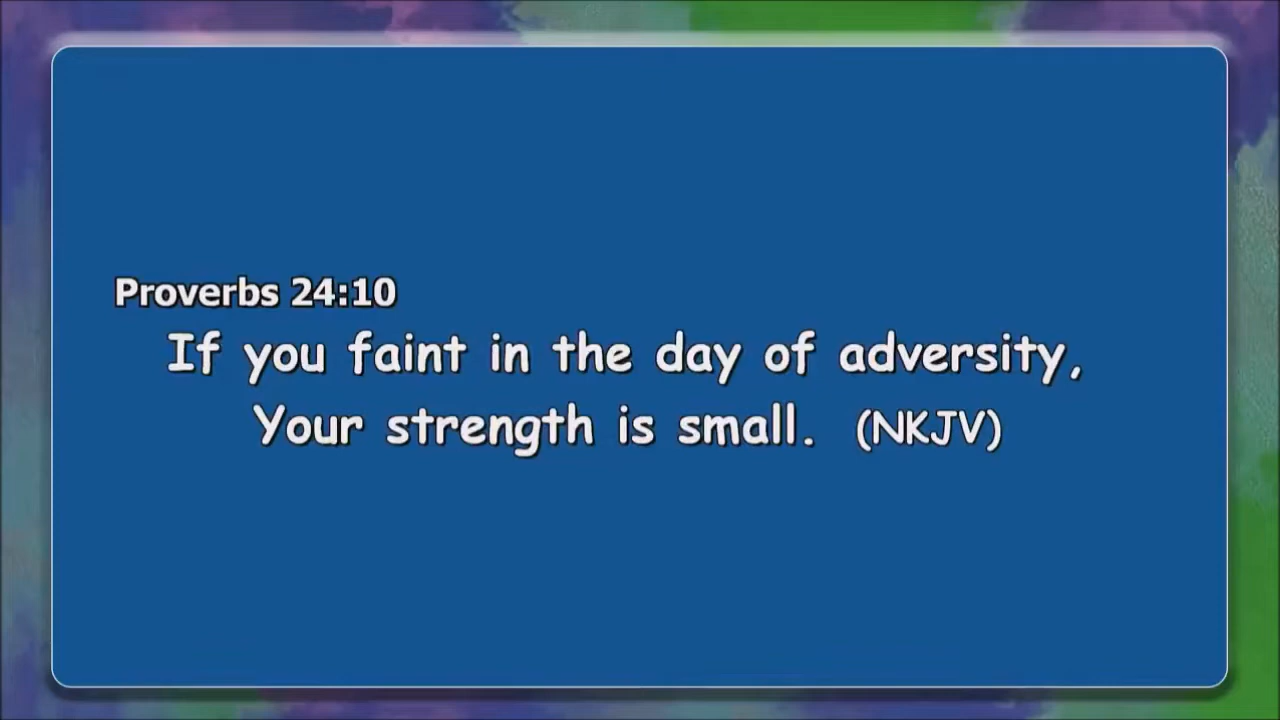 Proverbs 24:10
If you faint in the day of adversity,
Your strength is small. (NKJV)